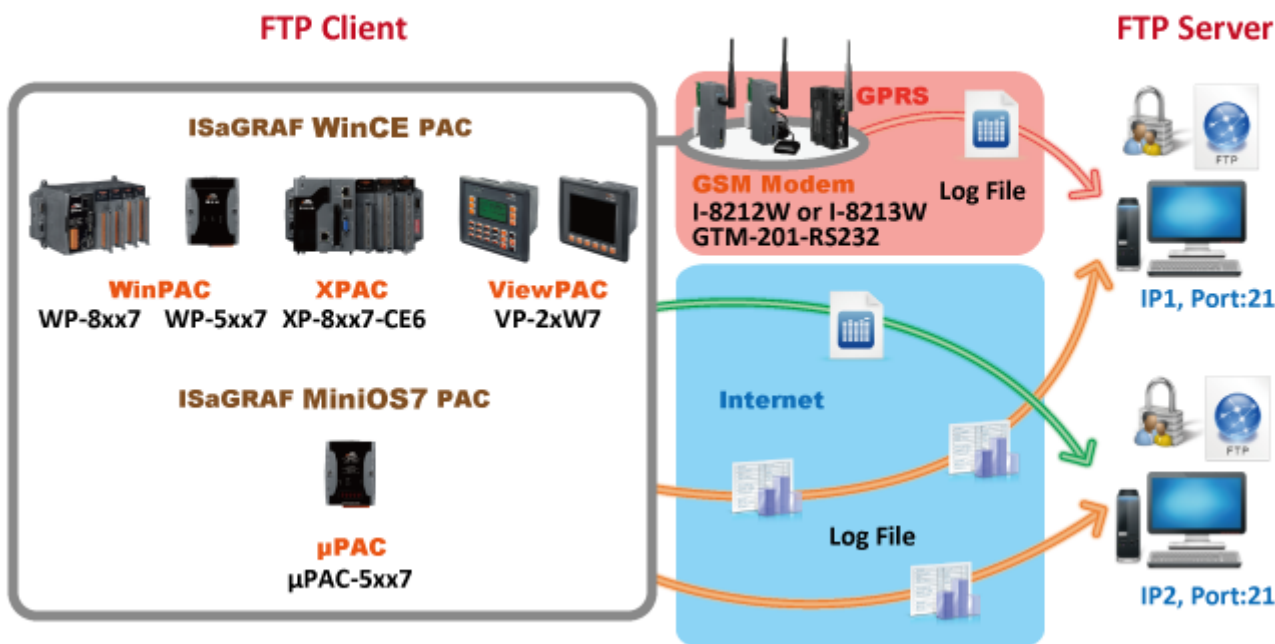 FTP Client
FTP Server
ISaGRAF WinCE PAC
WinPAC
WP-8xx7 WP-5xx7
XPAC
XP-8xx7-CE6
ViewPAC
VP-2xW7
ISaGRAF MiniOS7 PAC
µPAC
µPAC-5xx7
GPRS
GSM Modem
I-8212W or I-8213W
GTM-201-RS232
Log File
Internet
Log File
FTP
IP1, Port:21
FTP
IP2, Port:21